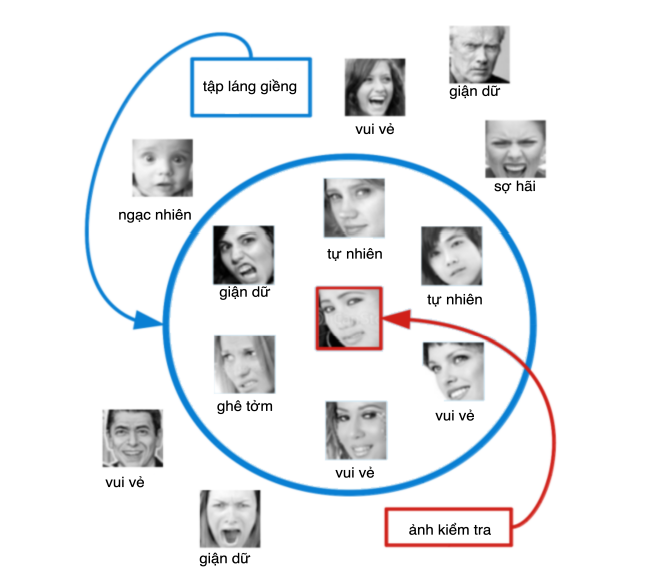 tập láng giềng
giận dữ
vui vẻ
sợ hãi
ngạc nhiên
tự nhiên
giận dữ
tự nhiên
ghê tởm
vui vẻ
vui vẻ
vui vẻ
ảnh kiểm tra
giận dữ